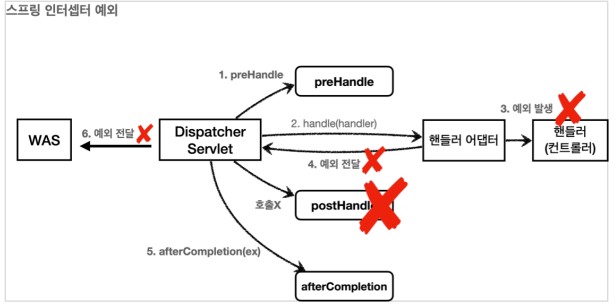 스프링 인터셉터 예외
1. preHandle
preHandle
3. 예외 발생
2. handle(handler)
6. 예외 전달
WAS
Dispatcher
Servlet
핸들러 어댑터
핸들러
(컨트롤러)
4. 예외 전달
호출X
5. afterCompletion(ex)
afterCompletion